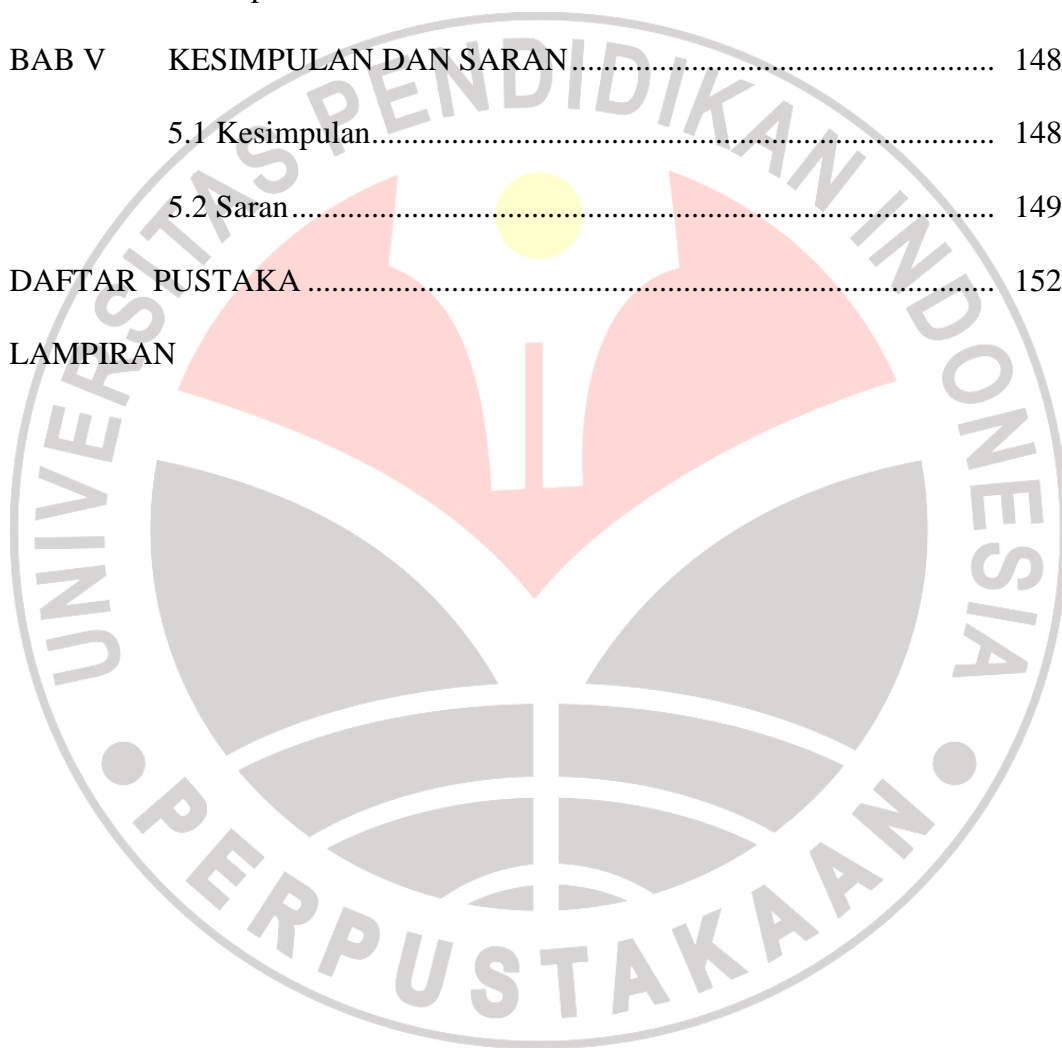 BAB V KESIMPULAN DAN SARAN.................................................... 148
5.1 Kesimpulan............................................................................. 148
5.2 Saran....................................................................................... 149
DAFTAR PUSTAKA ..................................................................................... 152
LAMPIRAN
UNIVERSITAS PENDIDIKAN INDONESIA
PERPUSTAKAAN